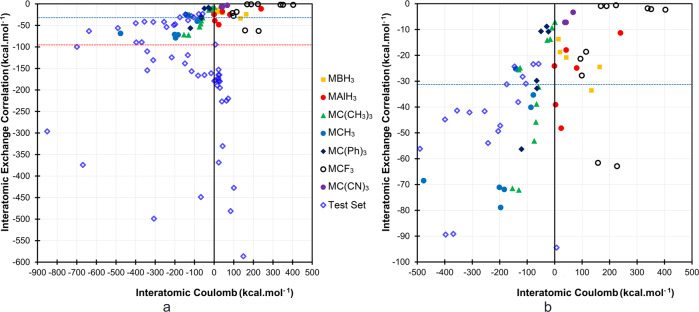 Interatomic Exchange Correlation (kcal.mol⁻¹)
0
-50
-100
-150
-200
-250
-300
-350
-400
-450
-500
-550
-600
-900 -800 -700 -600 -500 -400 -300 -200 -100 0 100 200 300 400 500
Interatomic Coulomb (kcal.mol⁻¹)
a
MBH₃
MAlH₃
MC(CH₃)₃
MCH₃
MC(Ph)₃
MCF₃
MC(CN)₃
Test Set
Interatomic Exchange Correlation (kcal.mol⁻¹)
0
-10
-20
-30
-40
-50
-60
-70
-80
-90
-100
-500 -400 -300 -200 -100 0 100 200 300 400 500
Interatomic Coulomb (kcal.mol⁻¹)
b